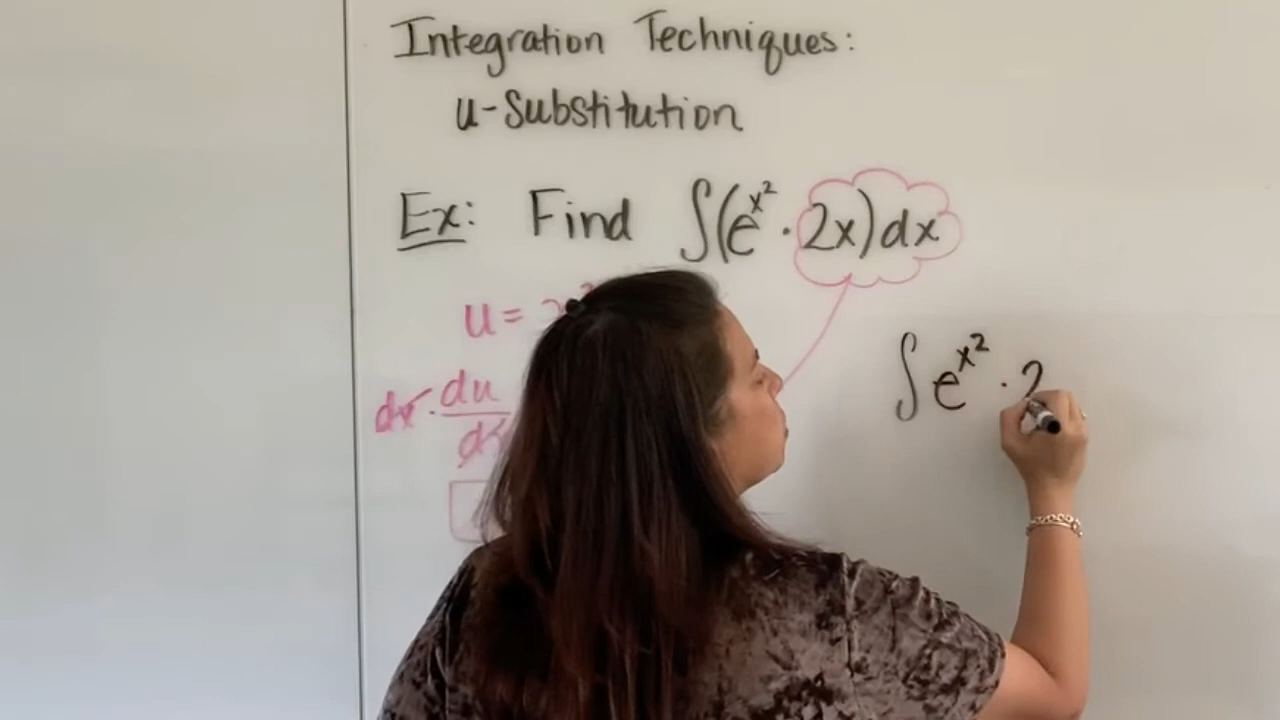 Integration Techniques:
u-Substitution
Ex: Find ∫(e^x² · 2x)dx
u =
dx · du/dx
∫ e^x² · 2